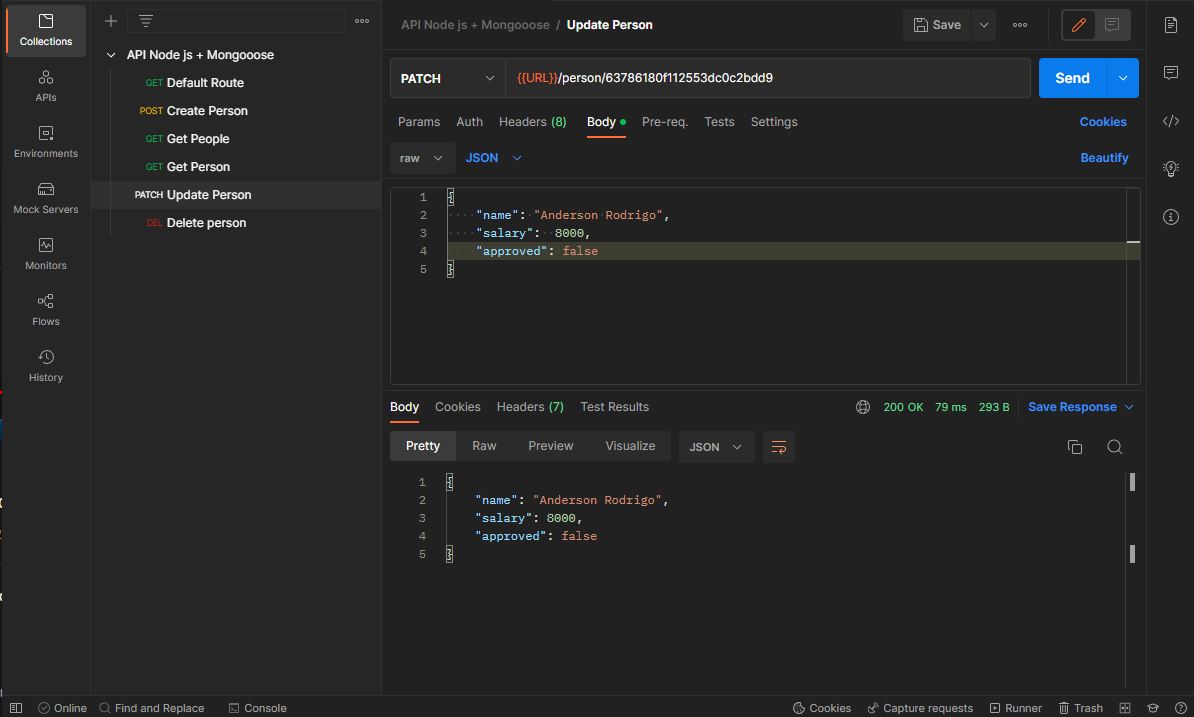 Collections
APIs
Environments
Mock Servers
Monitors
Flows
History
API Node js + Mongooose
GET Default Route
POST Create Person
GET Get People
GET Get Person
PATCH Update Person
DEL Delete person
API Node js + Mongooose / Update Person
Save
PATCH
{{URL}}/person/63786180f112553dc0c2bdd9
Send
Params Auth Headers (8) Body Pre-req. Tests Settings Cookies
raw JSON Beautify
1 {
2 "name": "Anderson Rodrigo",
3 "salary": 8000,
4 "approved": false
5 }
Body Cookies Headers (7) Test Results 200 OK 79 ms 293 B Save Response
Pretty Raw Preview Visualize JSON
1 {
2 "name": "Anderson Rodrigo",
3 "salary": 8000,
4 "approved": false
5 }
Online Find and Replace Console Cookies Capture requests Runner Trash